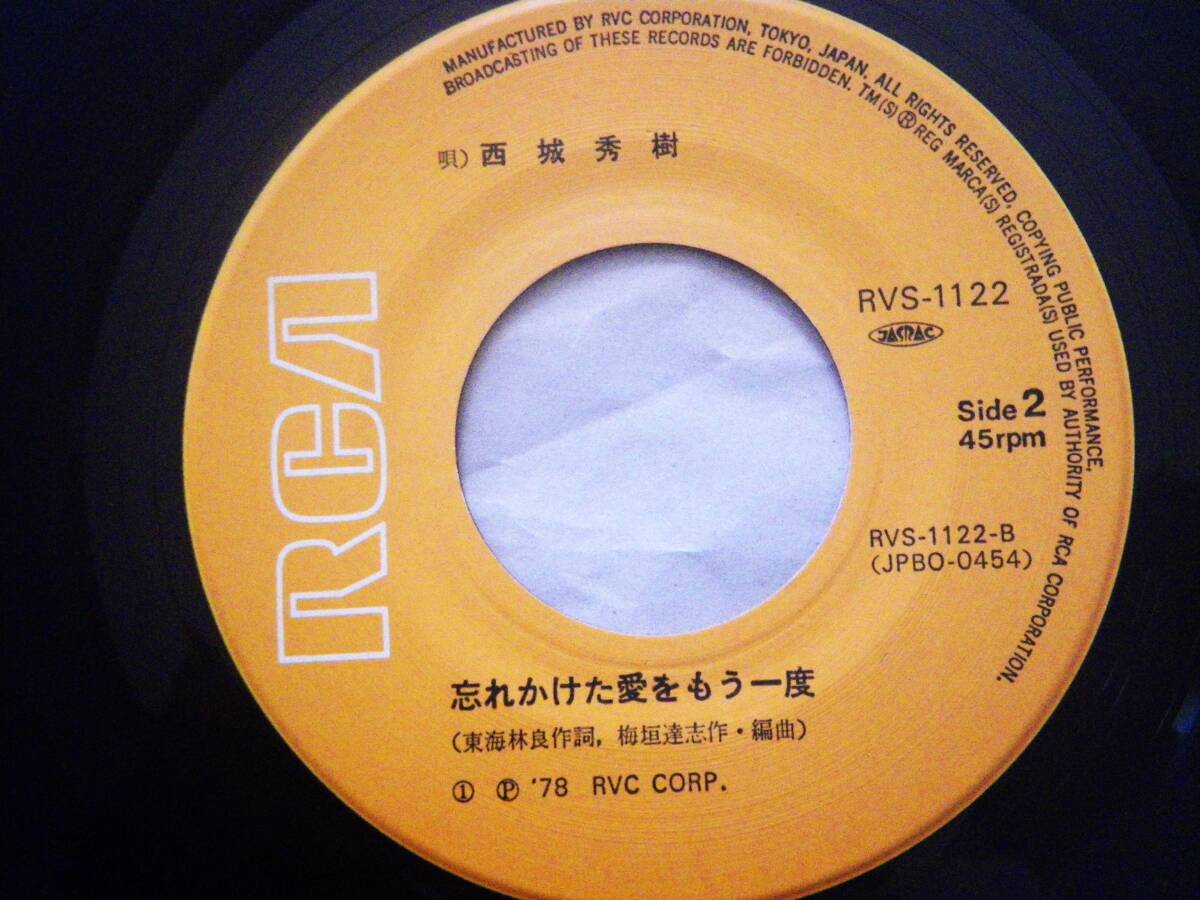 MANUFACTURED BY RVC CORPORATION, TOKYO, JAPAN. ALL RIGHTS RESERVED, COPYING PUBLIC PERFORMANCE,
BROADCASTING OF THESE RECORDS ARE FORBIDDEN. TM(S)® REG MARCA(S) REGISTRADA(S) USED BY AUTHORITY OF RCA CORPORATION.
唄) 西城秀樹
RCA
RVS-1122
JASRAC
Side 2
45rpm
RVS-1122-B
(JPBO-0454)
忘れかけた愛をもう一度
(東海林良作詞, 梅垣達志作・編曲)
① Ⓟ '78 RVC CORP.